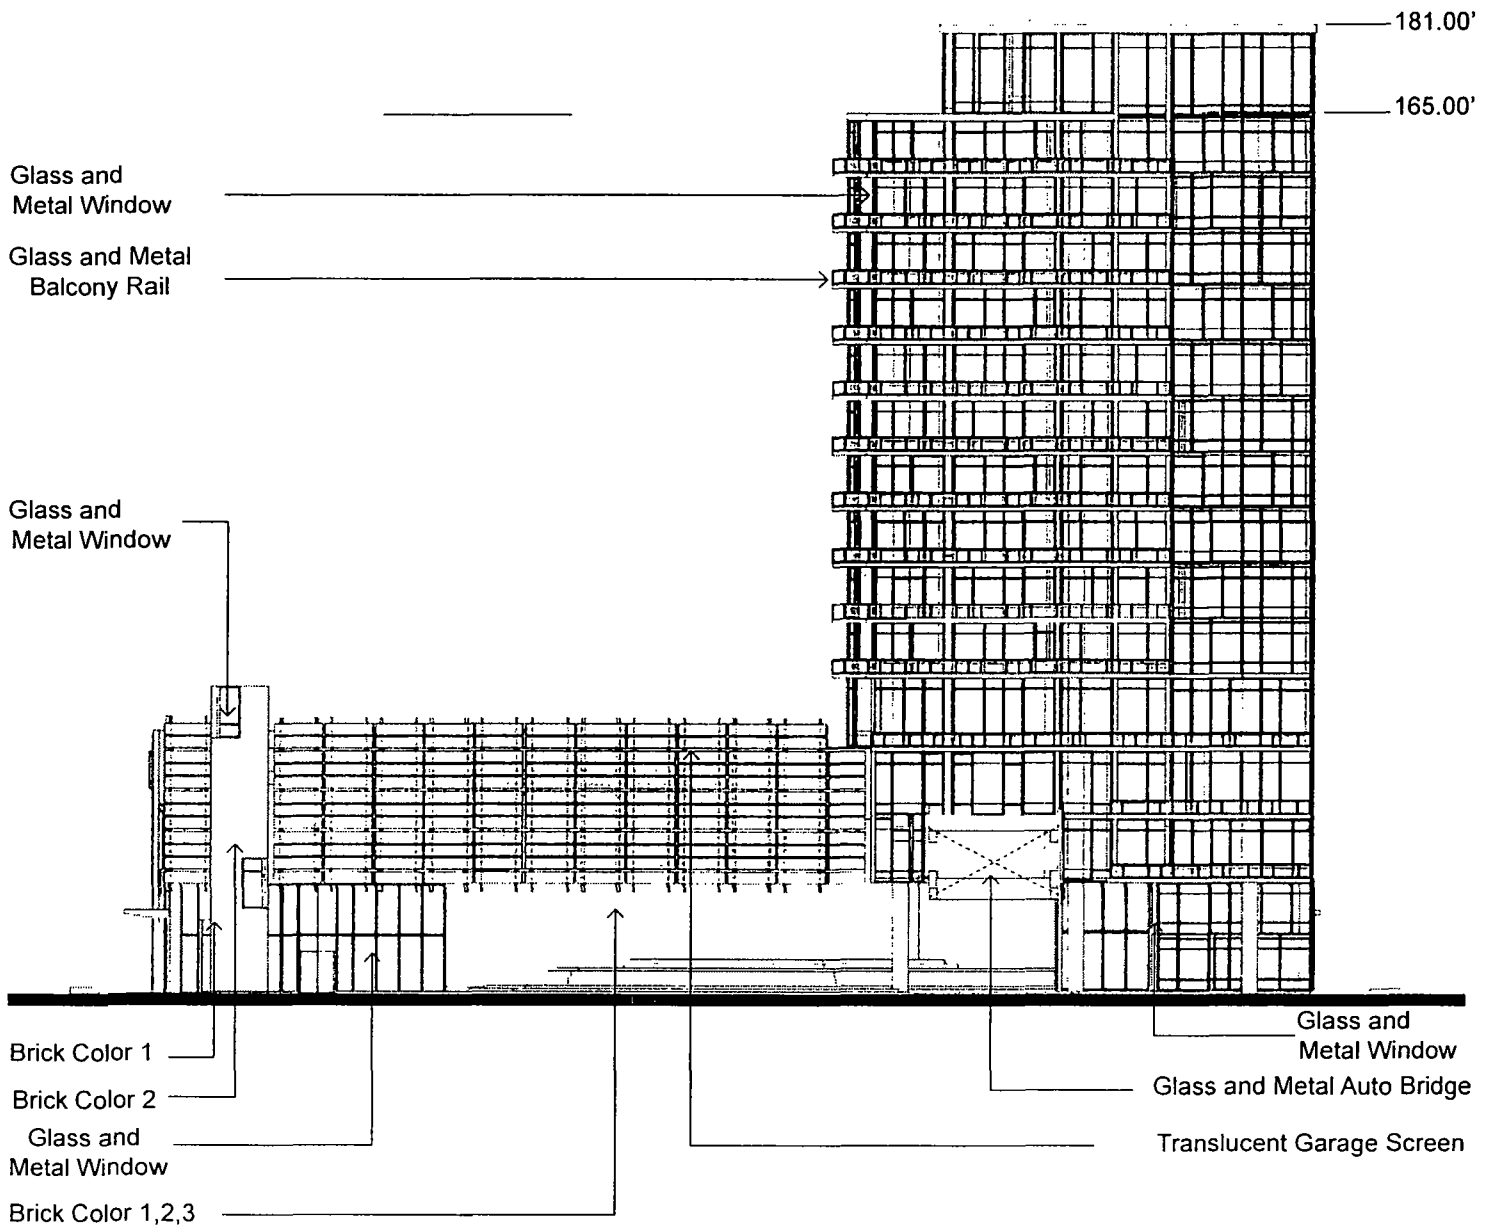 181.00'
165.00'
Glass and
Metal Window
Glass and Metal
Balcony Rail
Glass and
Metal Window
Brick Color 1
Brick Color 2
Glass and
Metal Window
Brick Color 1,2,3
Glass and
Metal Window
Glass and Metal Auto Bridge
Translucent Garage Screen